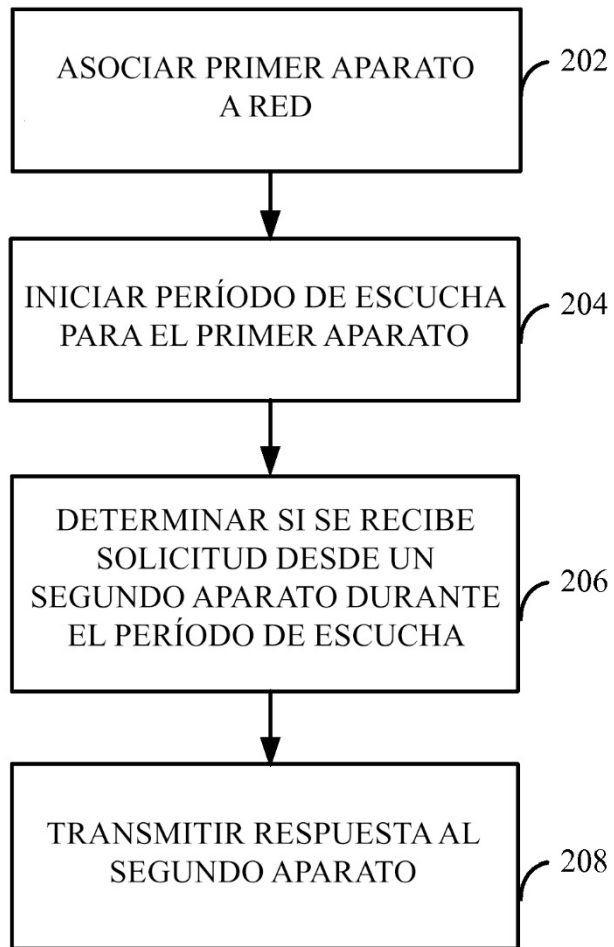 ASOCIAR PRIMER APARATO
A RED
202
INICIAR PERÍODO DE ESCUCHA
PARA EL PRIMER APARATO
204
DETERMINAR SI SE RECIBE
SOLICITUD DESDE UN
SEGUNDO APARATO DURANTE
EL PERÍODO DE ESCUCHA
206
TRANSMITIR RESPUESTA AL
SEGUNDO APARATO
208